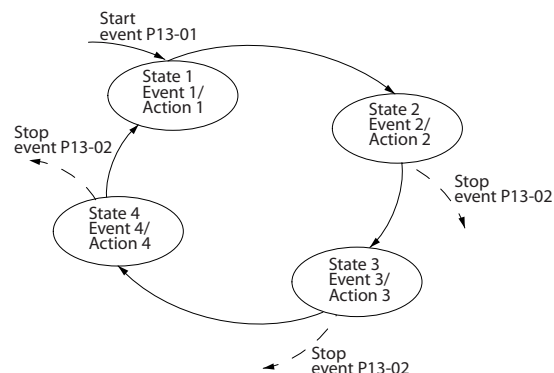 Start
event P13-01
State 1
Event 1/
Action 1
State 2
Event 2/
Action 2
Stop
event P13-02
Stop
event P13-02
State 4
Event 4/
Action 4
State 3
Event 3/
Action 3
Stop
event P13-02